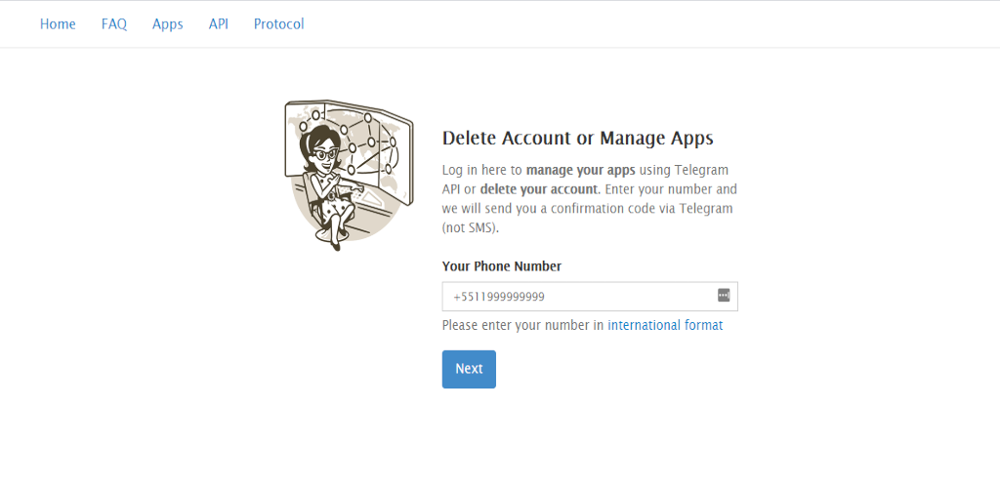 Home FAQ Apps API Protocol
Delete Account or Manage Apps
Log in here to manage your apps using Telegram
API or delete your account. Enter your number and
we will send you a confirmation code via Telegram
(not SMS).
Your Phone Number
+5511999999999
Please enter your number in international format
Next